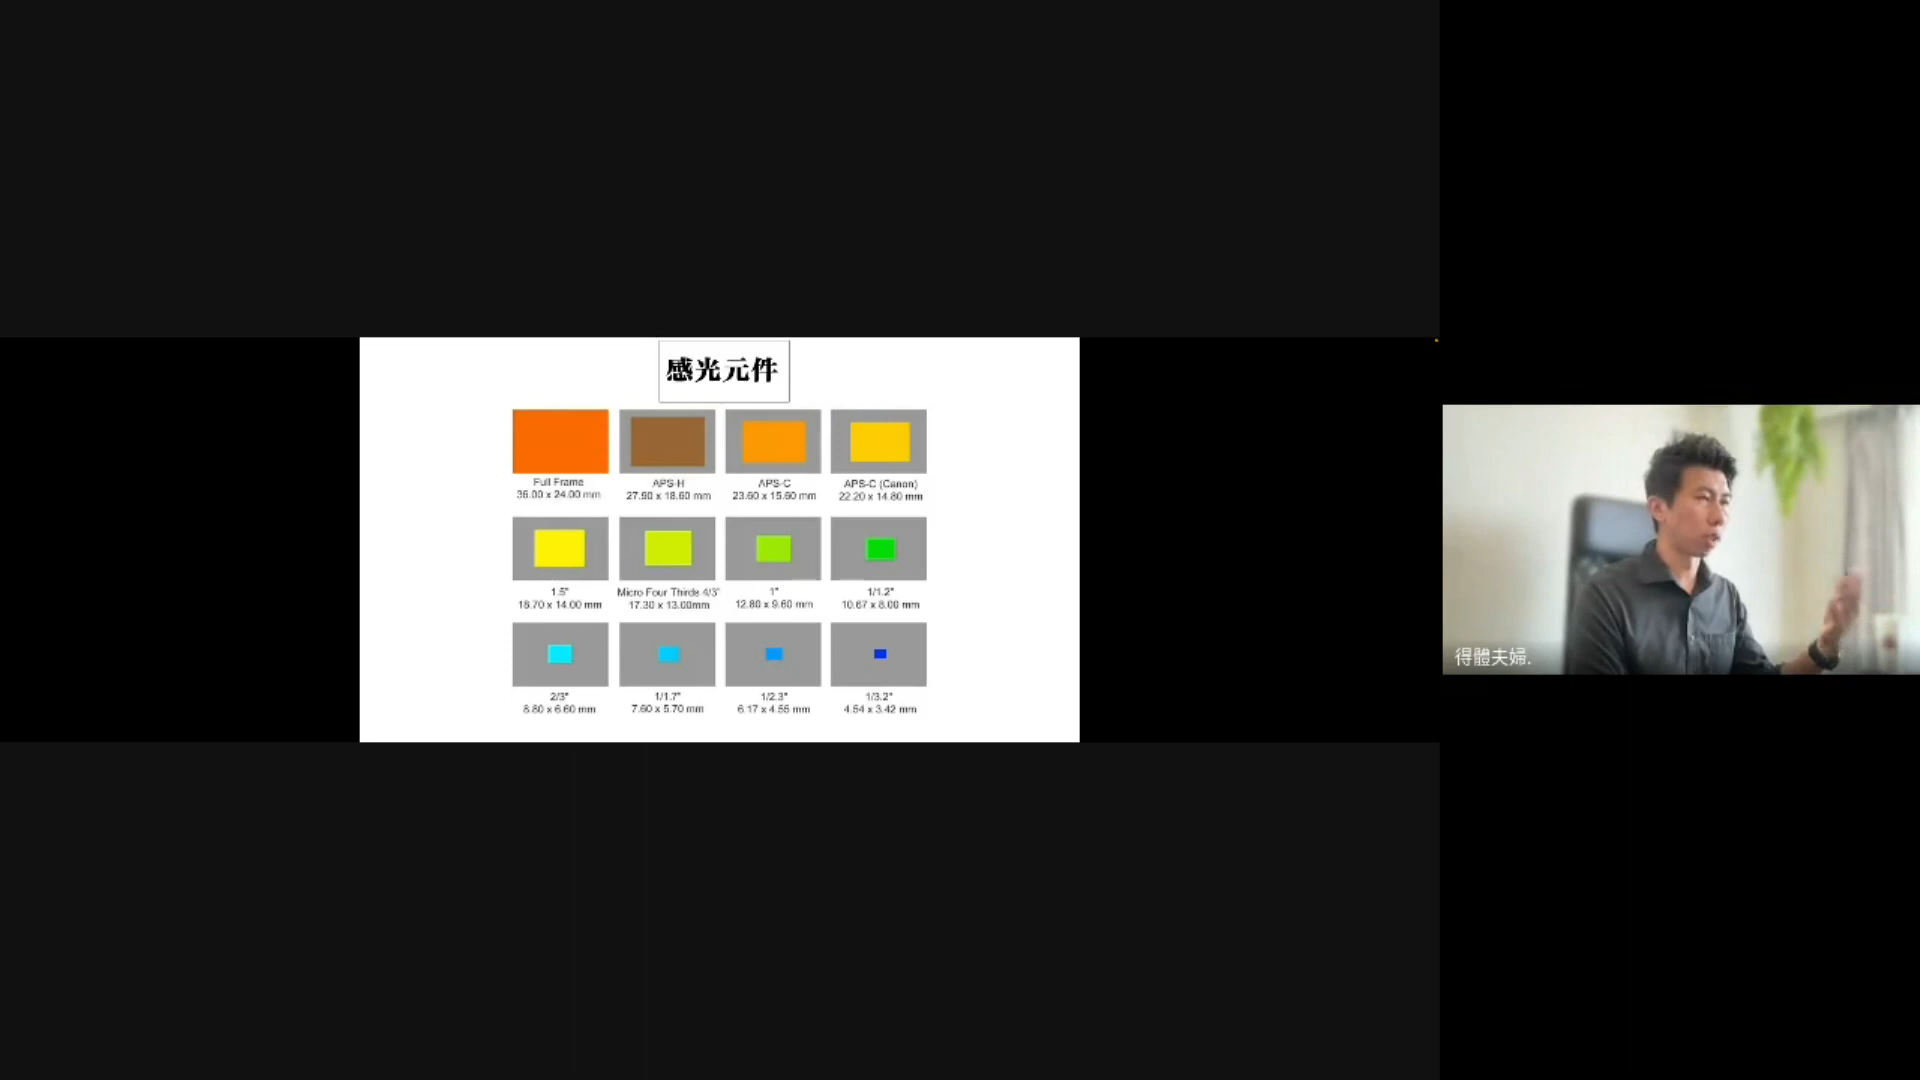 感光元件
Full Frame
36.00 x 24.00 mm
APS-H
27.90 x 18.60 mm
APS-C
23.60 x 15.60 mm
APS-C (Canon)
22.20 x 14.80 mm
1.5"
18.70 x 14.00 mm
Micro Four Thirds 4/3"
17.30 x 13.00mm
1"
12.80 x 9.60 mm
1/1.2"
10.67 x 8.00 mm
2/3"
8.80 x 6.60 mm
1/1.7"
7.60 x 5.70 mm
1/2.3"
6.17 x 4.55 mm
1/3.2"
4.54 x 3.42 mm
得體夫婦.